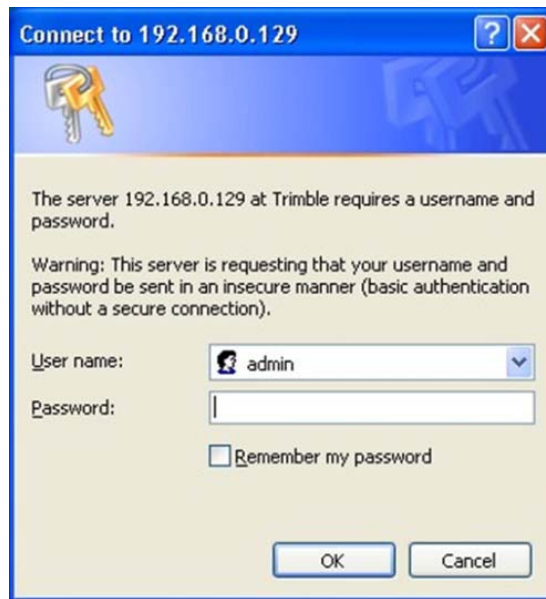 Connect to 192.168.0.129
The server 192.168.0.129 at Trimble requires a username and
password.
Warning: This server is requesting that your username and
password be sent in an insecure manner (basic authentication
without a secure connection).
User name:
admin
Password:
Remember my password
OK
Cancel